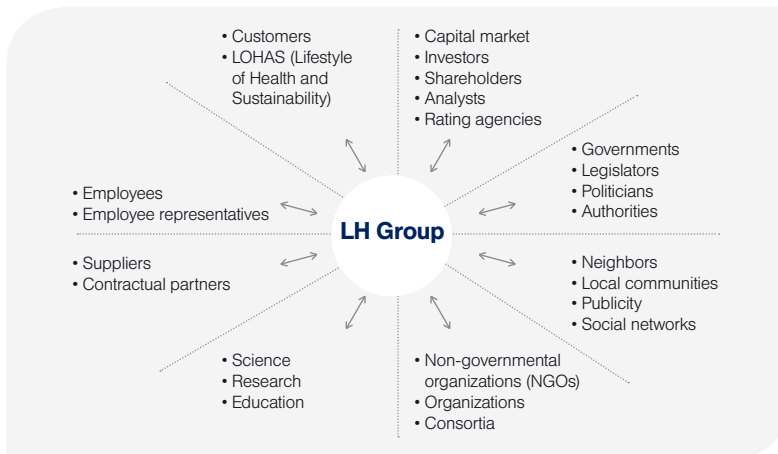 • Customers
• LOHAS (Lifestyle
of Health and
Sustainability)
• Capital market
• Investors
• Shareholders
• Analysts
• Rating agencies
• Governments
• Legislators
• Politicians
• Authorities
• Employees
• Employee representatives
LH Group
• Suppliers
• Contractual partners
• Neighbors
• Local communities
• Publicity
• Social networks
• Science
• Research
• Education
• Non-governmental
organizations (NGOs)
• Organizations
• Consortia